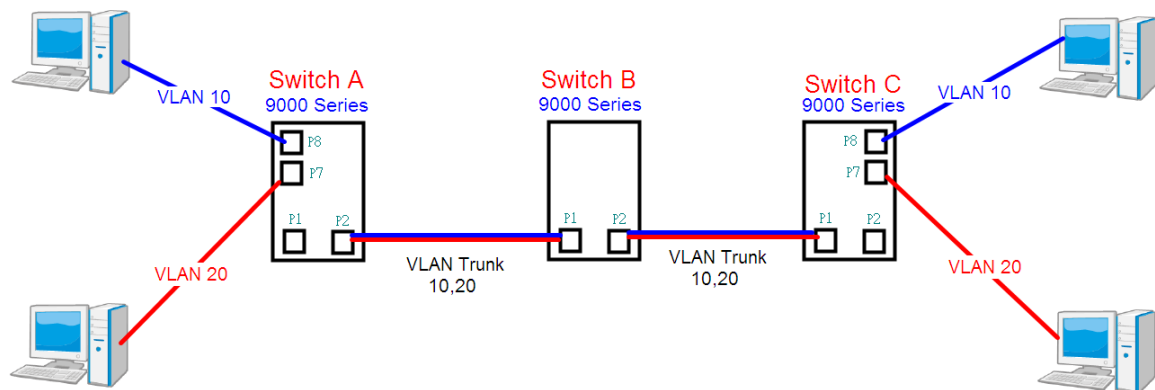 Switch A
9000 Series
Switch B
9000 Series
Switch C
9000 Series
VLAN 10
VLAN 10
P8
P7
P1
P2
P1
P2
P8
P7
P1
P2
VLAN 20
VLAN Trunk
10,20
VLAN Trunk
10,20
VLAN 20